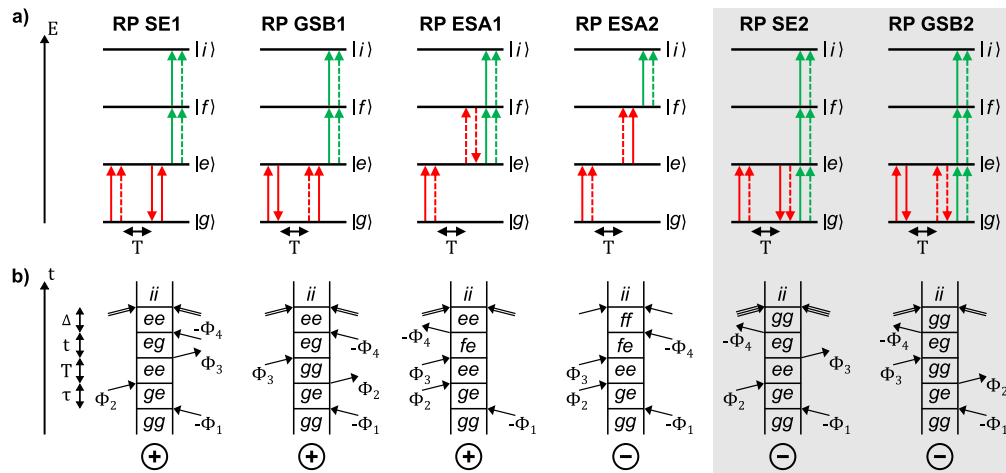 a)
RP SE1 RP GSB1 RP ESA1 RP ESA2 RP SE2 RP GSB2
E
|i⟩ |i⟩ |i⟩ |i⟩ |i⟩ |i⟩
|f⟩ |f⟩ |f⟩ |f⟩ |f⟩ |f⟩
|e⟩ |e⟩ |e⟩ |e⟩ |e⟩ |e⟩
|g⟩ |g⟩ |g⟩ |g⟩ |g⟩ |g⟩
T T T T T T
b)
t
ii ii ii ii ii ii
Δ ee ee ee ff gg gg
-Φ4 -Φ4 -Φ4 -Φ4 -Φ4 -Φ4
t eg eg fe fe eg eg
Φ3 Φ3 Φ3 Φ3 Φ3 Φ3
T ee gg ee ee ee gg
Φ2 Φ2 Φ2 Φ2 Φ2 Φ2
τ ge ge ge ge ge ge
-Φ1 -Φ1 -Φ1 -Φ1 -Φ1 -Φ1
gg gg gg gg gg gg
+ + + − − −